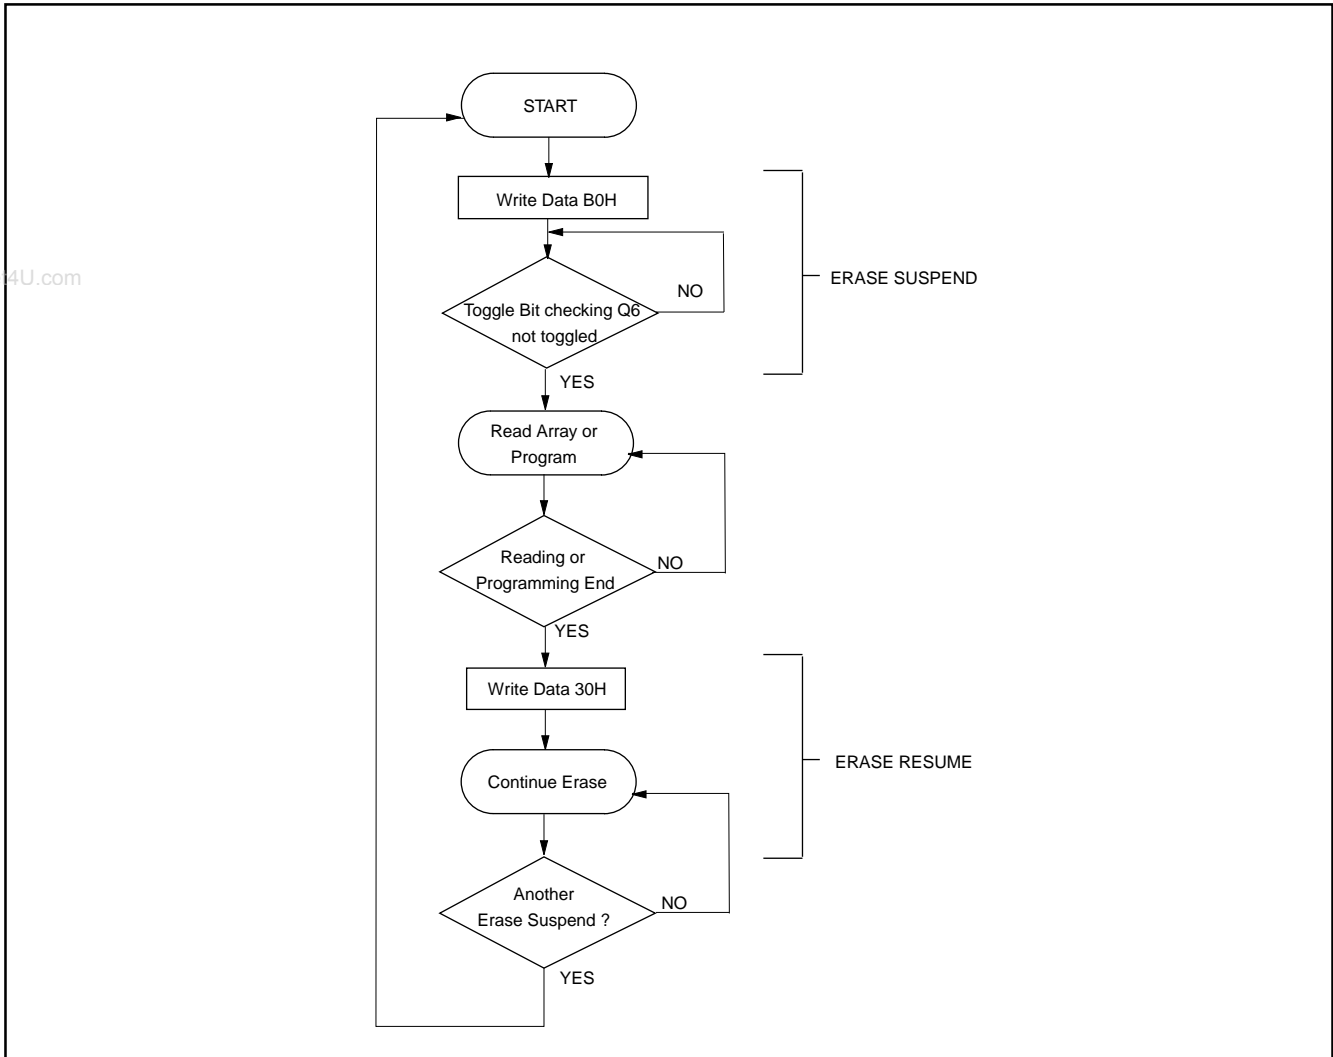 START
Write Data B0H
4U.com
ERASE SUSPEND
NO
Toggle Bit checking Q6
not toggled
YES
Read Array or
Program
Reading or
Programming End
NO
YES
Write Data 30H
ERASE RESUME
Continue Erase
Another
Erase Suspend ?
NO
YES